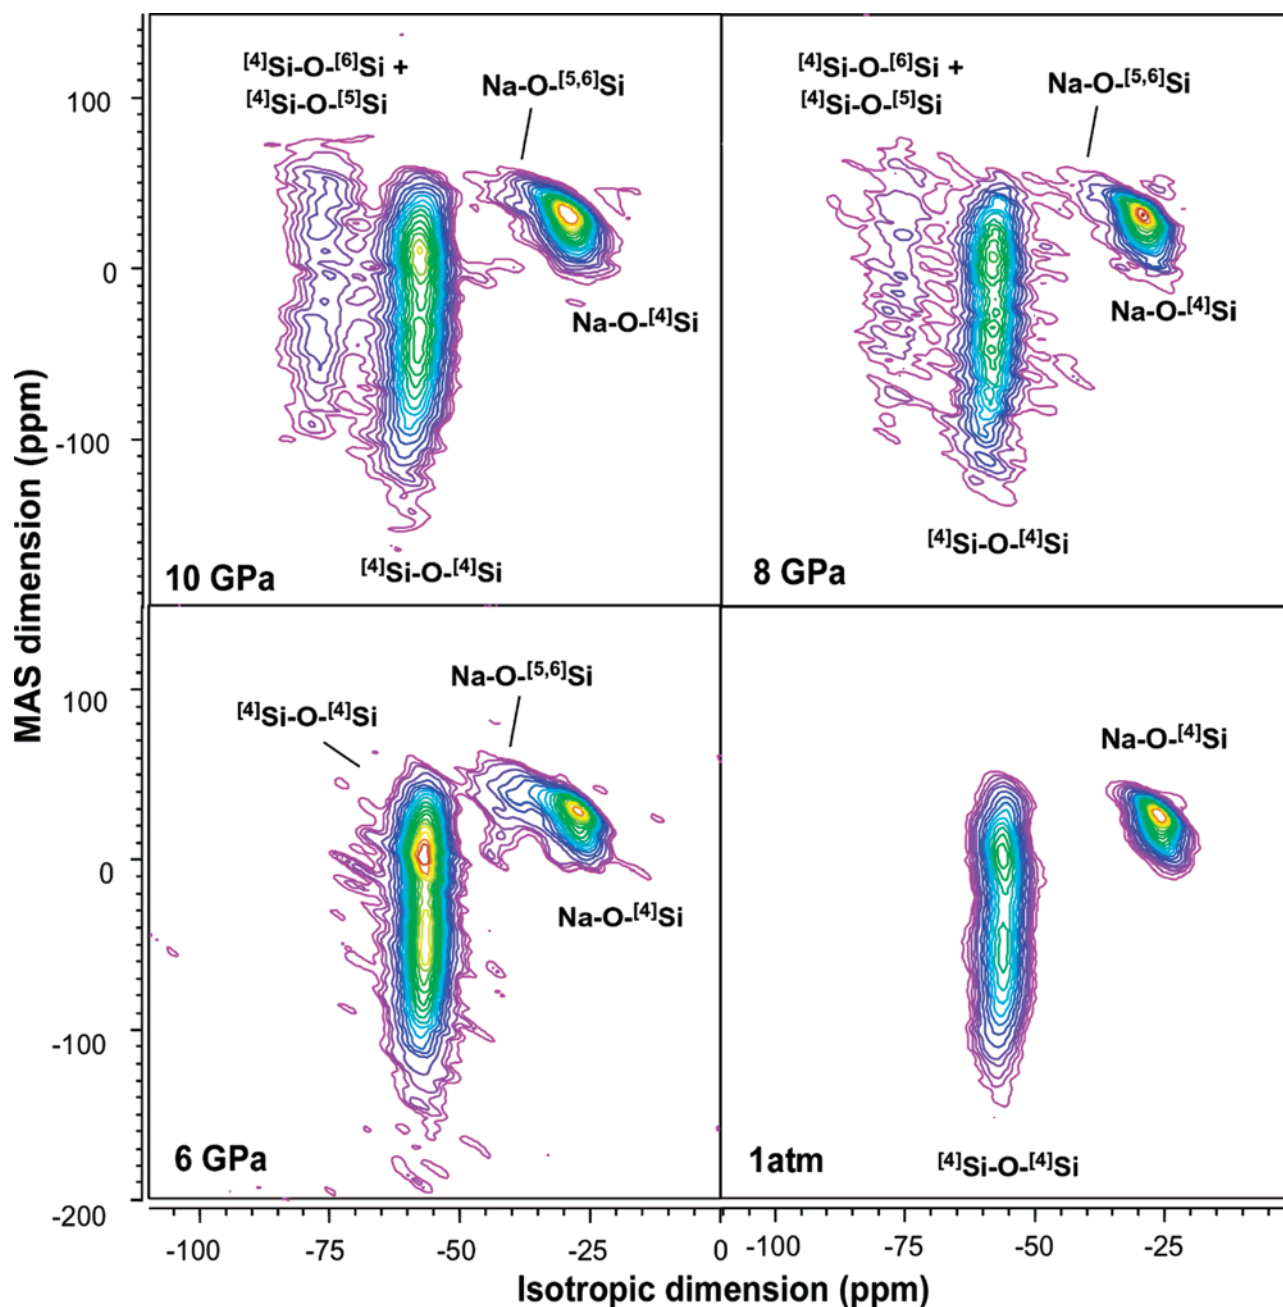 [4]Si-O-[6]Si +
[4]Si-O-[5]Si
Na-O-[5,6]Si
Na-O-[4]Si
[4]Si-O-[4]Si
10 GPa
[4]Si-O-[6]Si +
[4]Si-O-[5]Si
Na-O-[5,6]Si
Na-O-[4]Si
[4]Si-O-[4]Si
8 GPa
100
0
-100
MAS dimension (ppm)
Na-O-[5,6]Si
[4]Si-O-[4]Si
Na-O-[4]Si
6 GPa
Na-O-[4]Si
1atm
[4]Si-O-[4]Si
100
0
-100
-200
-100 -75 -50 -25 0 -100 -75 -50 -25
Isotropic dimension (ppm)